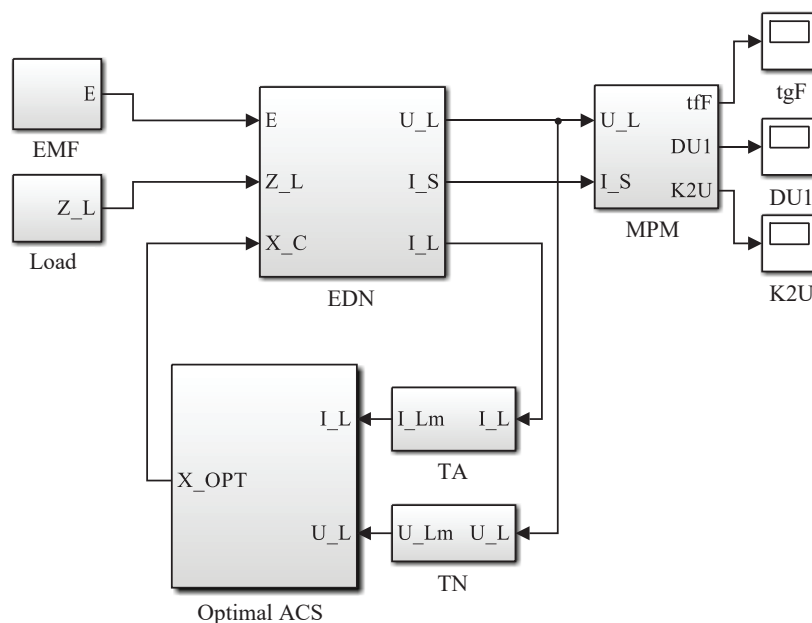 E
EMF
Z_L
Load
E
Z_L
X_C
U_L
I_S
I_L
EDN
U_L
I_S
tfF
DU1
K2U
MPM
tgF
DU1
K2U
X_OPT
I_L
U_L
Optimal ACS
I_Lm I_L
TA
U_Lm U_L
TN